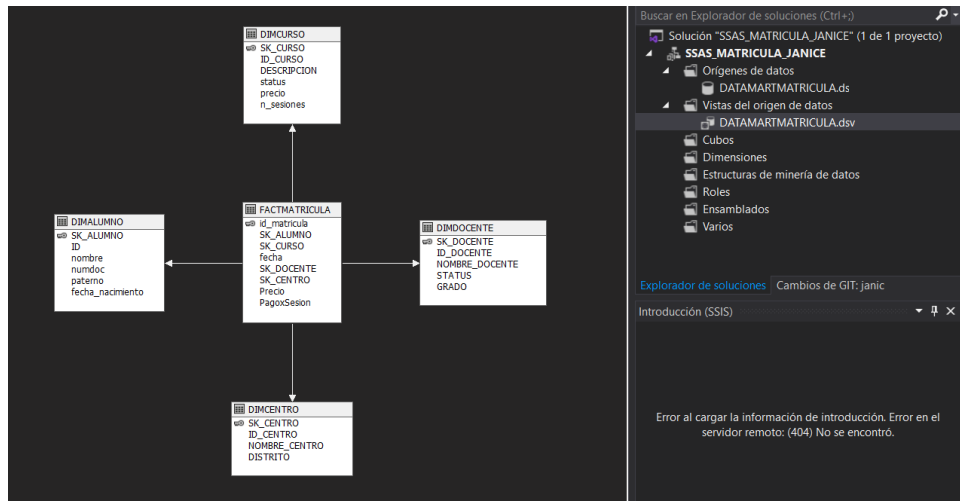 DIMCURSO
SK_CURSO
ID_CURSO
DESCRIPCION
status
precio
n_sesiones
DIMALUMNO
SK_ALUMNO
ID
nombre
numdoc
paterno
fecha_nacimiento
FACTMATRICULA
id_matricula
SK_ALUMNO
SK_CURSO
fecha
SK_DOCENTE
SK_CENTRO
Precio
PagoxSesion
DIMDOCENTE
SK_DOCENTE
ID_DOCENTE
NOMBRE_DOCENTE
STATUS
GRADO
DIMCENTRO
SK_CENTRO
ID_CENTRO
NOMBRE_CENTRO
DISTRITO
Buscar en Explorador de soluciones (Ctrl+;)
Solución "SSAS_MATRICULA_JANICE" (1 de 1 proyecto)
SSAS_MATRICULA_JANICE
Orígenes de datos
DATAMARTMATRICULA.ds
Vistas del origen de datos
DATAMARTMATRICULA.dsv
Cubos
Dimensiones
Estructuras de minería de datos
Roles
Ensamblados
Varios
Explorador de soluciones Cambios de GIT: janic
Introducción (SSIS)
Error al cargar la información de introducción. Error en el
servidor remoto: (404) No se encontró.